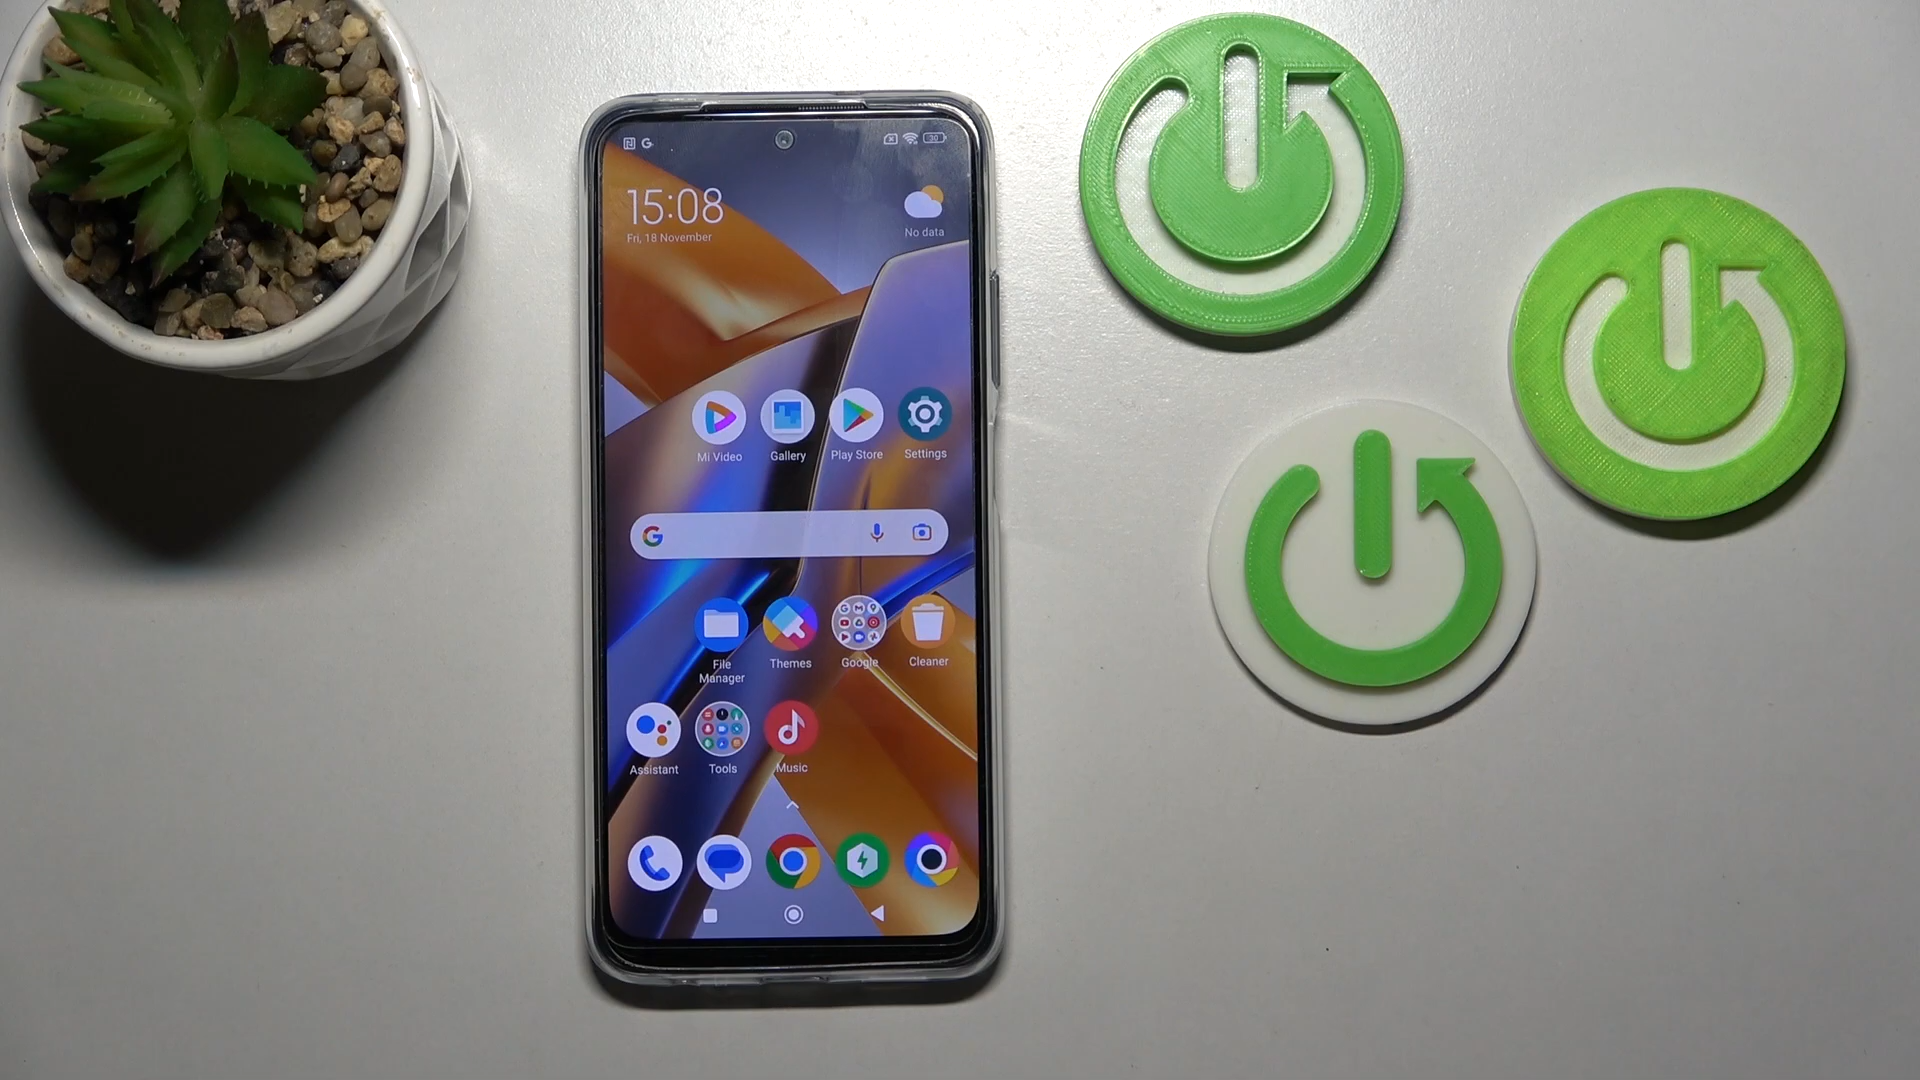 30
15:08
Fri, 18 November
No data
Mi Video
Gallery
Play Store
Settings
File
Manager
Themes
Google
Cleaner
Assistant
Tools
Music